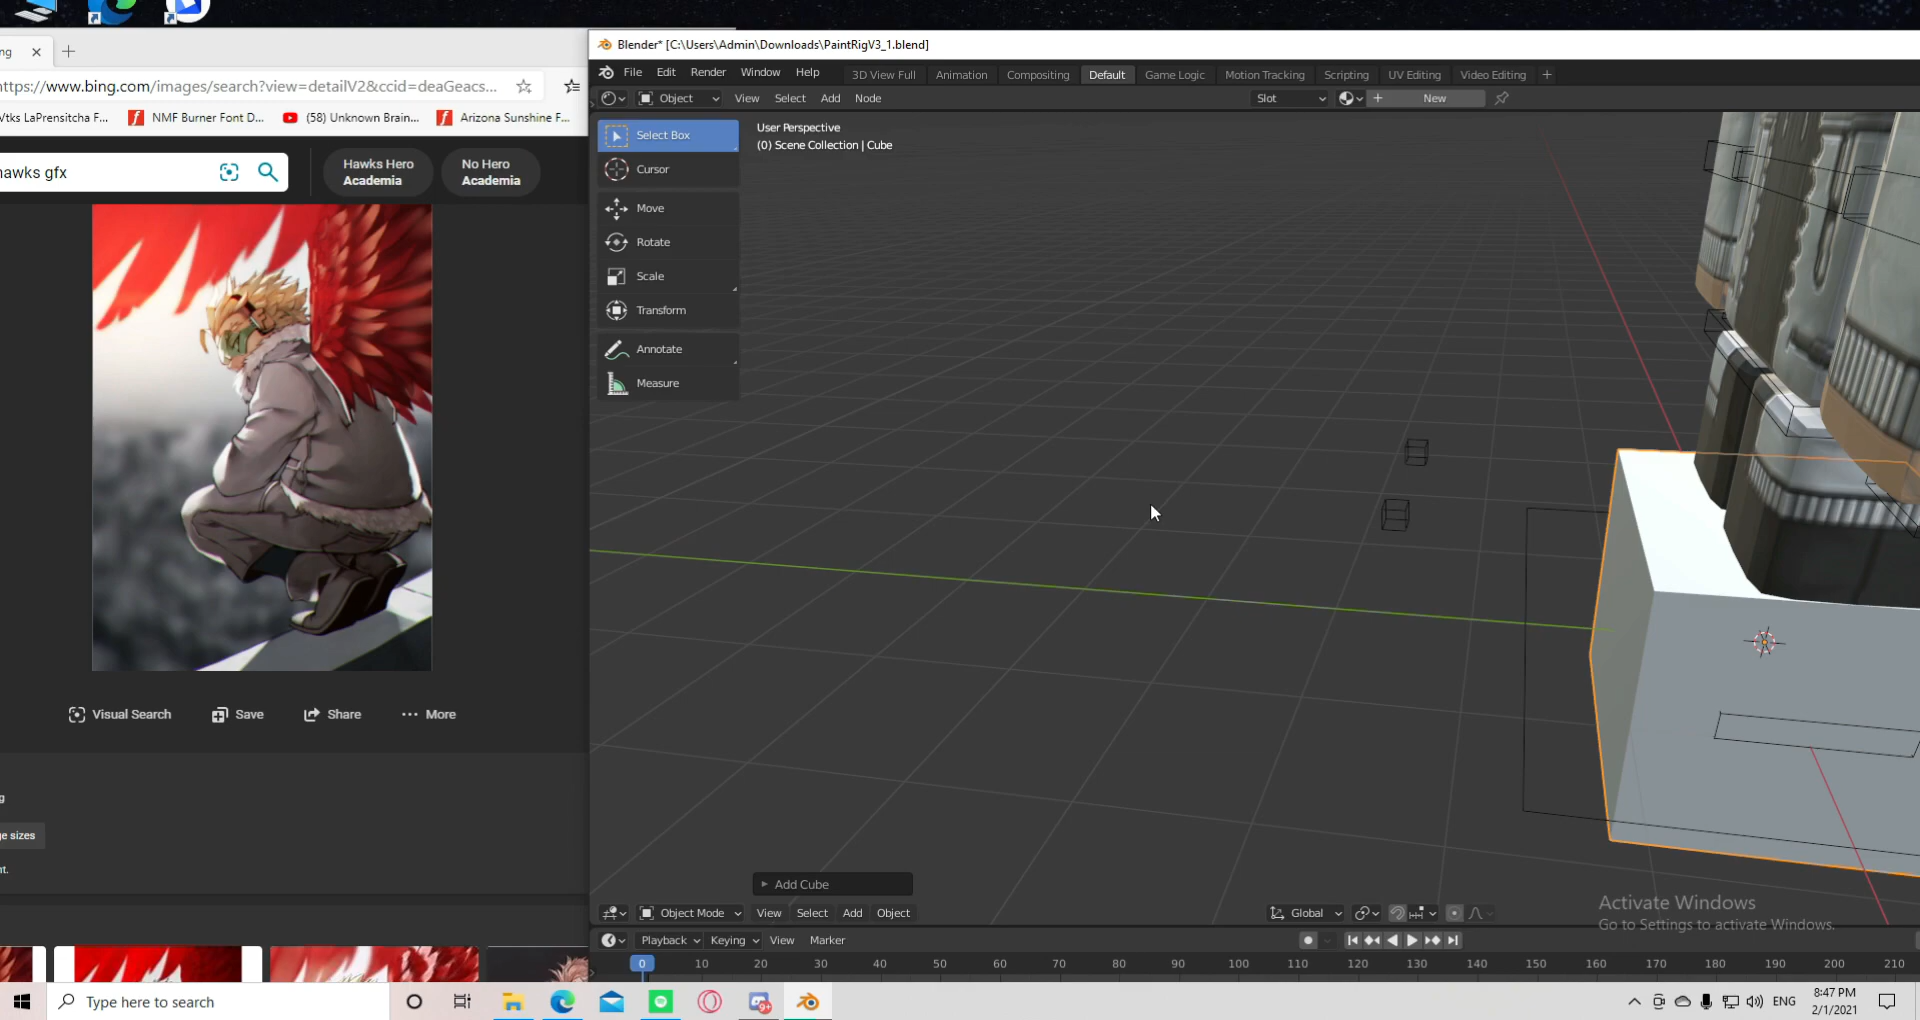 ng
https://www.bing.com/images/search?view=detailV2&ccid=deaGeacs...
Vtks LaPrensitcha F...
NMF Burner Font D...
(58) Unknown Brain...
Arizona Sunshine F...
hawks gfx
Hawks Hero
Academia
No Hero
Academia
Visual Search
Save
Share
More
ge sizes
nt.
Blender* [C:\Users\Admin\Downloads\PaintRigV3_1.blend]
File Edit Render Window Help
3D View Full Animation Compositing Default Game Logic Motion Tracking Scripting UV Editing Video Editing +
Object View Select Add Node
Slot
New
Select Box
Cursor
Move
Rotate
Scale
Transform
Annotate
Measure
User Perspective
(0) Scene Collection | Cube
Add Cube
Object Mode View Select Add Object
Global
Activate Windows
Go to Settings to activate Windows.
Playback Keying View Marker
0 10 20 30 40 50 60 70 80 90 100 110 120 130 140 150 160 170 180 190 200 210
Type here to search
9+
ENG
8:47 PM
2/1/2021